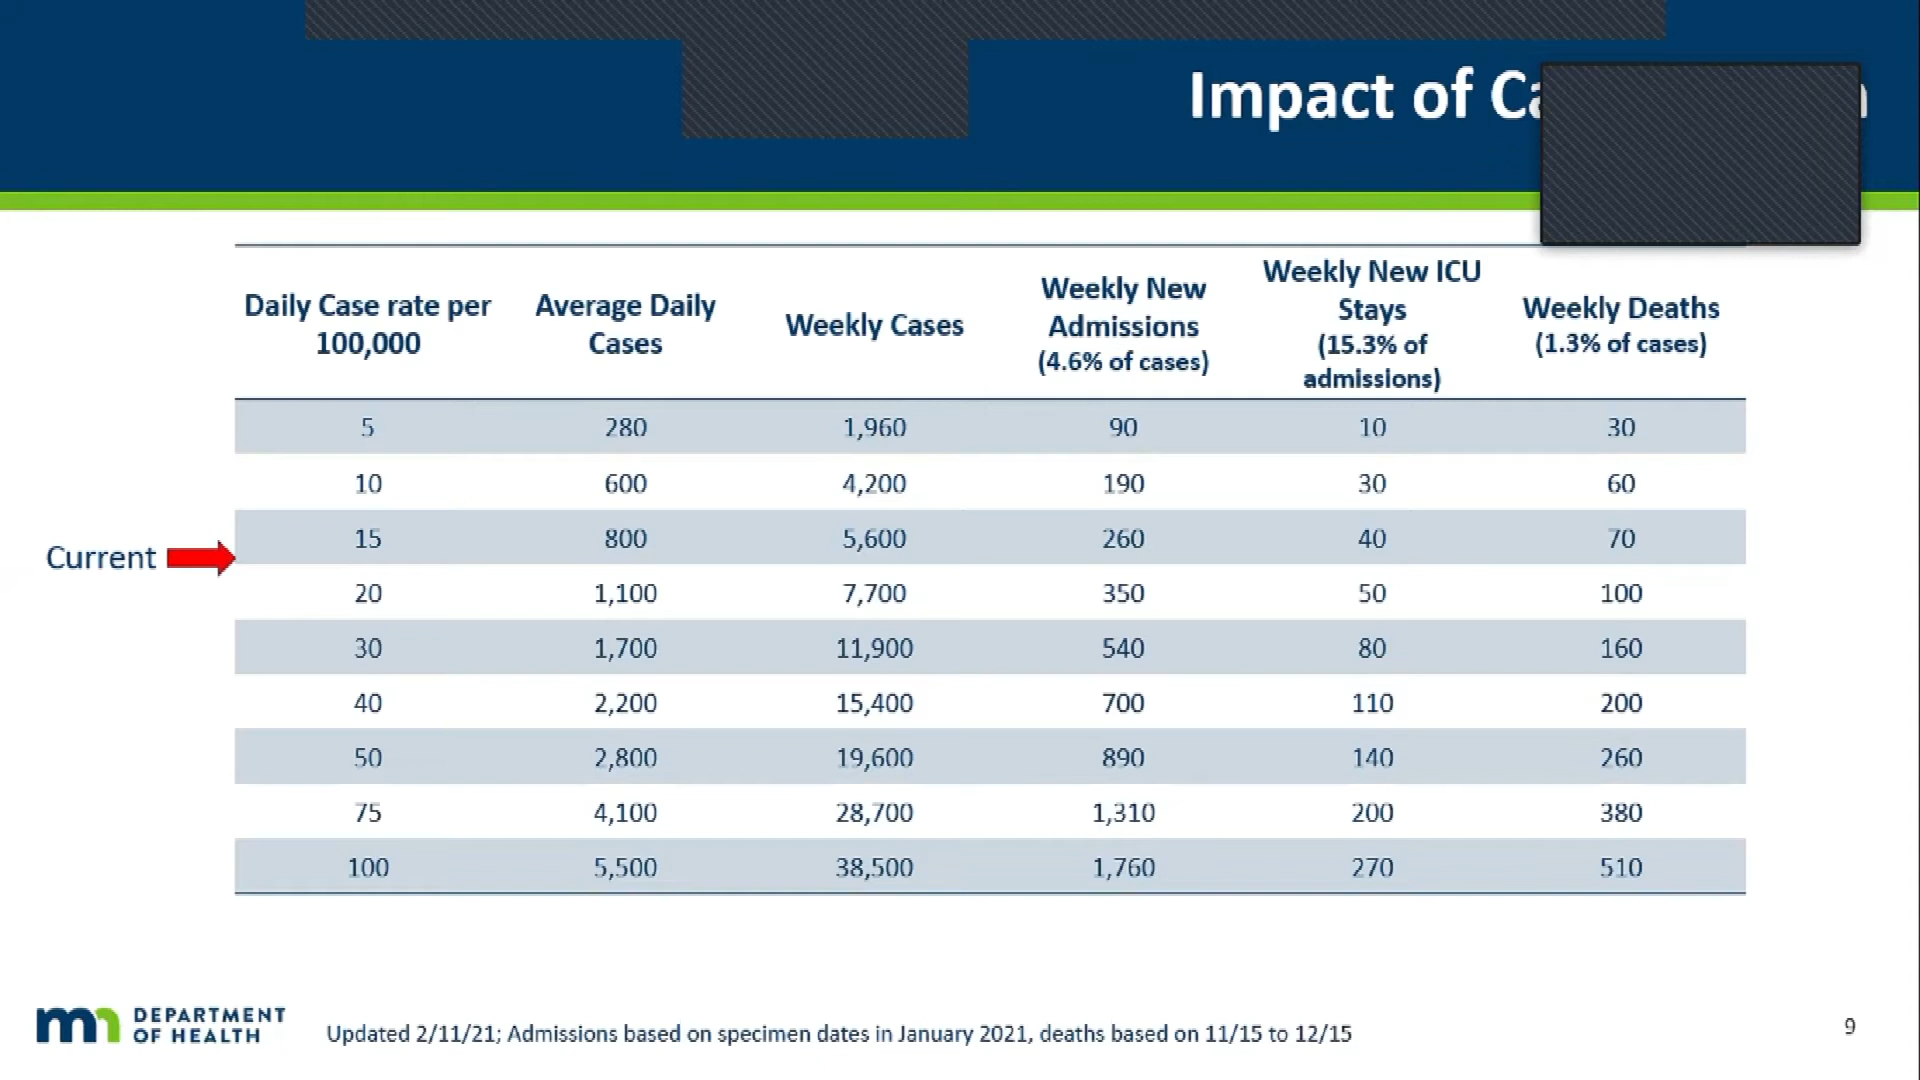 Impact of
Daily Case rate per 100,000
Average Daily Cases
Weekly Cases
Weekly New Admissions (4.6% of cases)
Weekly New ICU Stays (15.3% of admissions)
Weekly Deaths (1.3% of cases)
5 280 1,960 90 10 30
10 600 4,200 190 30 60
15 800 5,600 260 40 70
Current
20 1,100 7,700 350 50 100
30 1,700 11,900 540 80 160
40 2,200 15,400 700 110 200
50 2,800 19,600 890 140 260
75 4,100 28,700 1,310 200 380
100 5,500 38,500 1,760 270 510
mn DEPARTMENT
OF HEALTH
Updated 2/11/21; Admissions based on specimen dates in January 2021, deaths based on 11/15 to 12/15
9